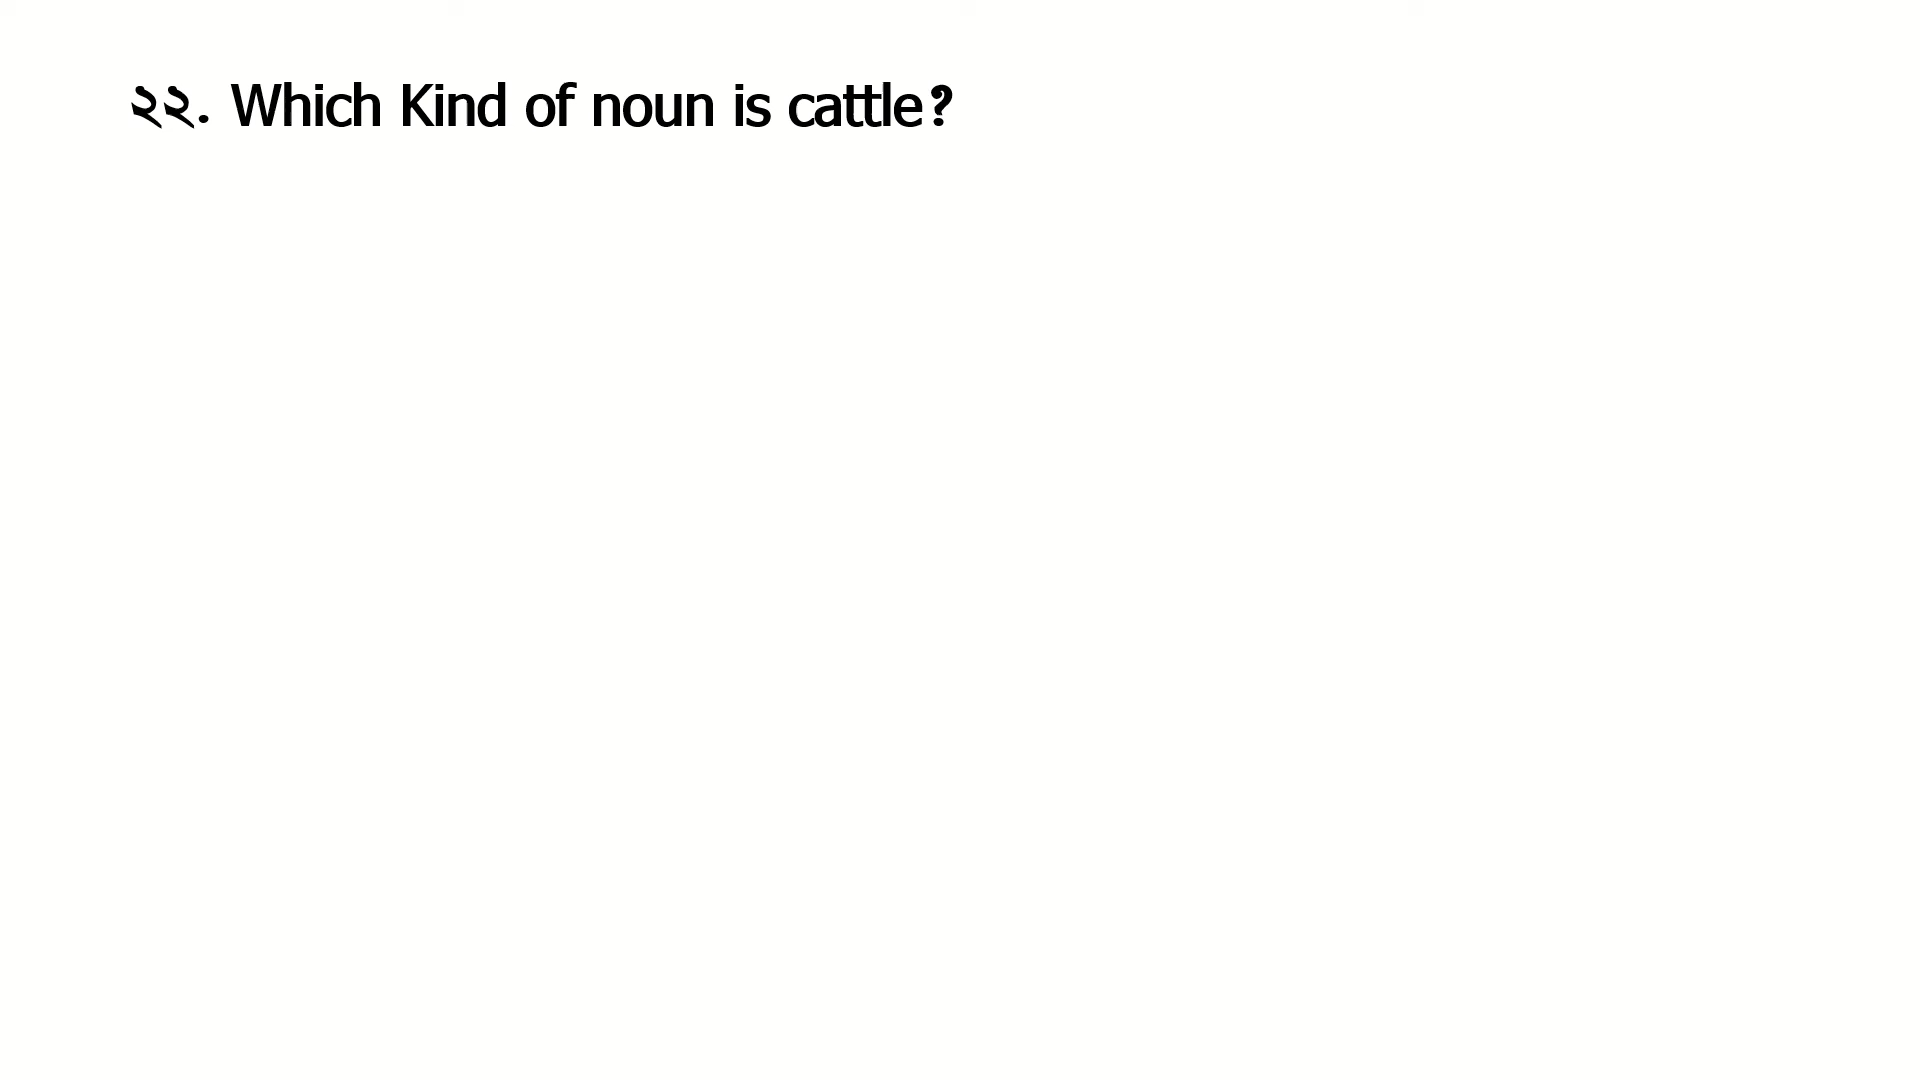 ২২. Which Kind of noun is cattle?